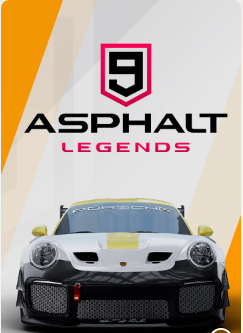 9
ASPHALT
LEGENDS
PORSCHE